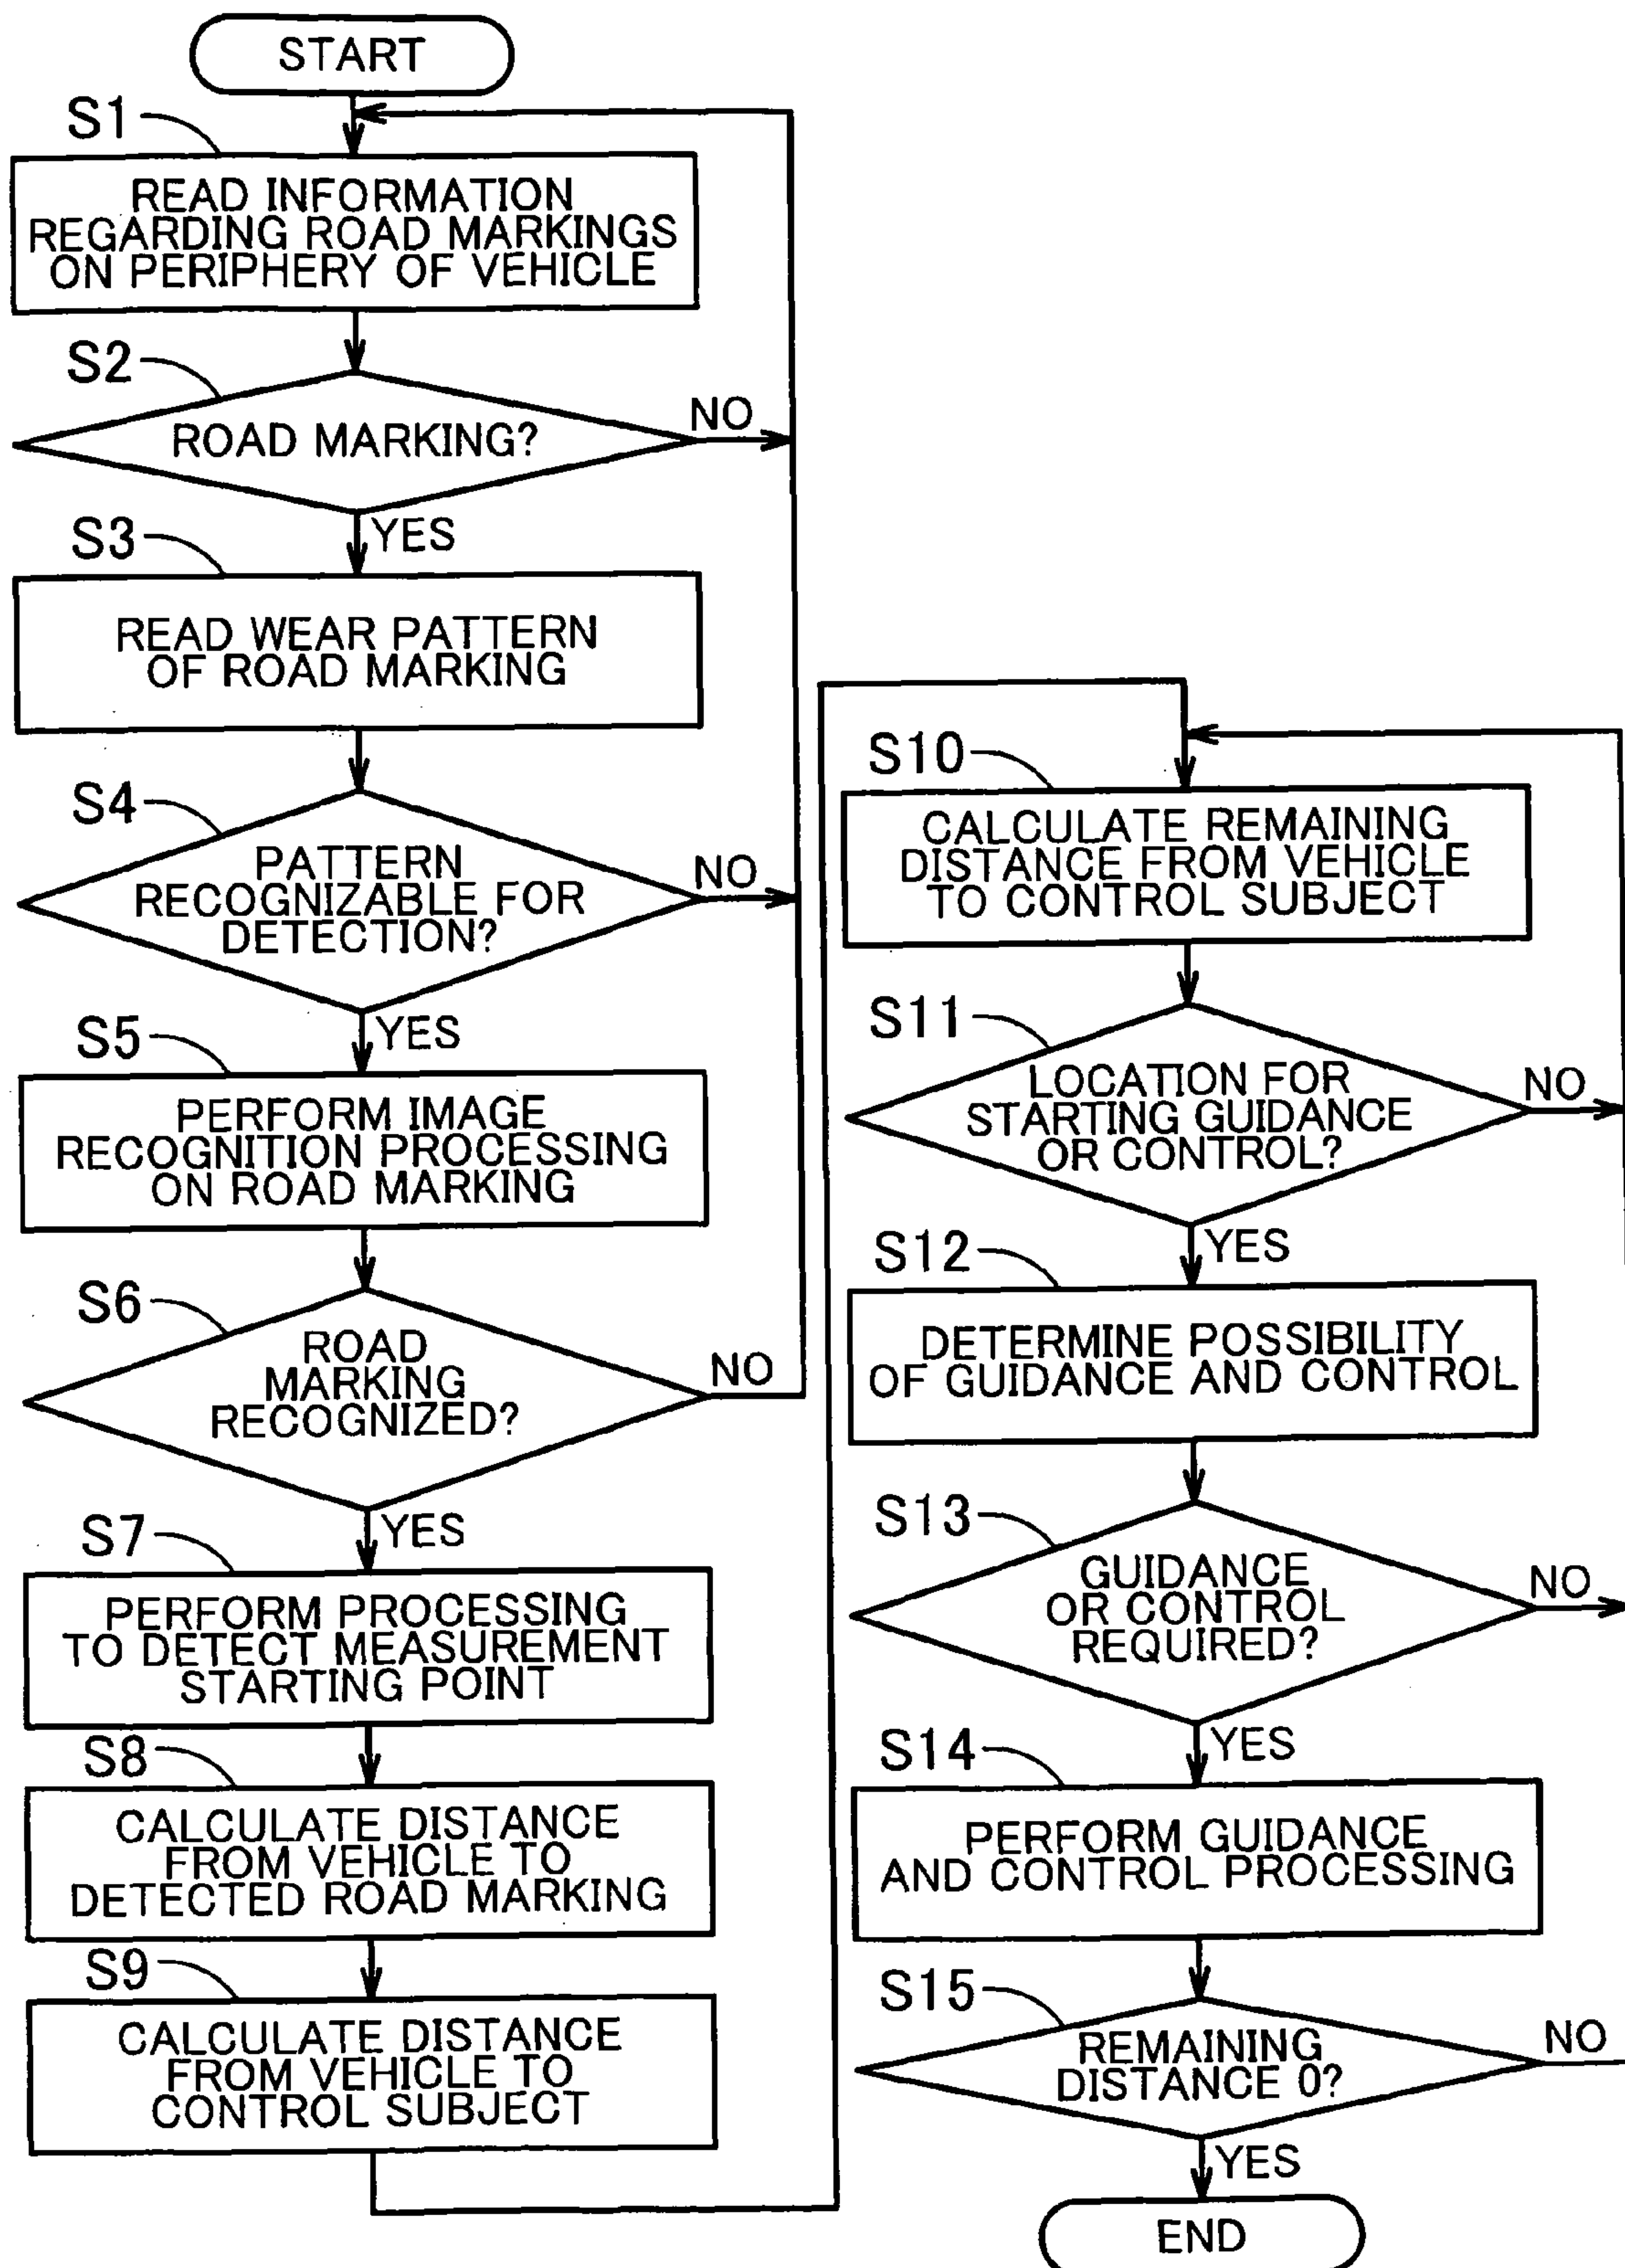 START
S1
READ INFORMATION
REGARDING ROAD MARKINGS
ON PERIPHERY OF VEHICLE
S2
ROAD MARKING?
NO
YES
S3
READ WEAR PATTERN
OF ROAD MARKING
S4
PATTERN
RECOGNIZABLE FOR
DETECTION?
NO
YES
S5
PERFORM IMAGE
RECOGNITION PROCESSING
ON ROAD MARKING
S6
ROAD
MARKING
RECOGNIZED?
NO
YES
S7
PERFORM PROCESSING
TO DETECT MEASUREMENT
STARTING POINT
S8
CALCULATE DISTANCE
FROM VEHICLE TO
DETECTED ROAD MARKING
S9
CALCULATE DISTANCE
FROM VEHICLE TO
CONTROL SUBJECT
S10
CALCULATE REMAINING
DISTANCE FROM VEHICLE
TO CONTROL SUBJECT
S11
LOCATION FOR
STARTING GUIDANCE
OR CONTROL?
NO
YES
S12
DETERMINE POSSIBILITY
OF GUIDANCE AND CONTROL
S13
GUIDANCE
OR CONTROL
REQUIRED?
NO
YES
S14
PERFORM GUIDANCE
AND CONTROL PROCESSING
S15
REMAINING
DISTANCE 0?
NO
YES
END